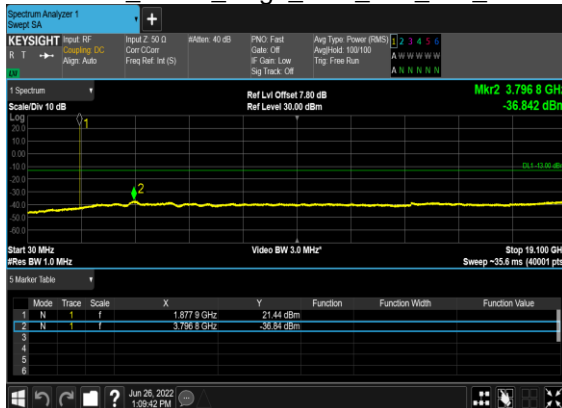 Spectrum Analyzer 1
Swept SA
+
KEYSIGHT Input: RF Input Z: 50 Ω #Atten: 40 dB PNO: Fast Avg Type: Power (RMS) 1 2 3 4 5 6
R T Coupling: DC Corr CCorr Gate: Off Avg|Hold: 100/100 A W W W W W
Align: Auto Freq Ref: Int (S) IF Gain: Low Trig: Free Run
Sig Track: Off A N N N N N
1 Spectrum Ref Lvl Offset 7.80 dB Mkr2 3.796 8 GHz
Scale/Div 10 dB Ref Level 30.00 dBm -36.842 dBm
Log
20.0
10.0
0.00
-10.0
-20.0
-30.0
-40.0
-50.0
-60.0
1
DL1 -13.00 dBm
2
Start 30 MHz Video BW 3.0 MHz* Stop 19.100 GHz
#Res BW 1.0 MHz Sweep ~35.6 ms (40001 pts)
5 Marker Table
Mode Trace Scale X Y Function Function Width Function Value
1 N 1 f 1.877 9 GHz 21.44 dBm
2 N 1 f 3.796 8 GHz -36.84 dBm
3
4
5
6
? Jun 26, 2022
1:09:42 PM